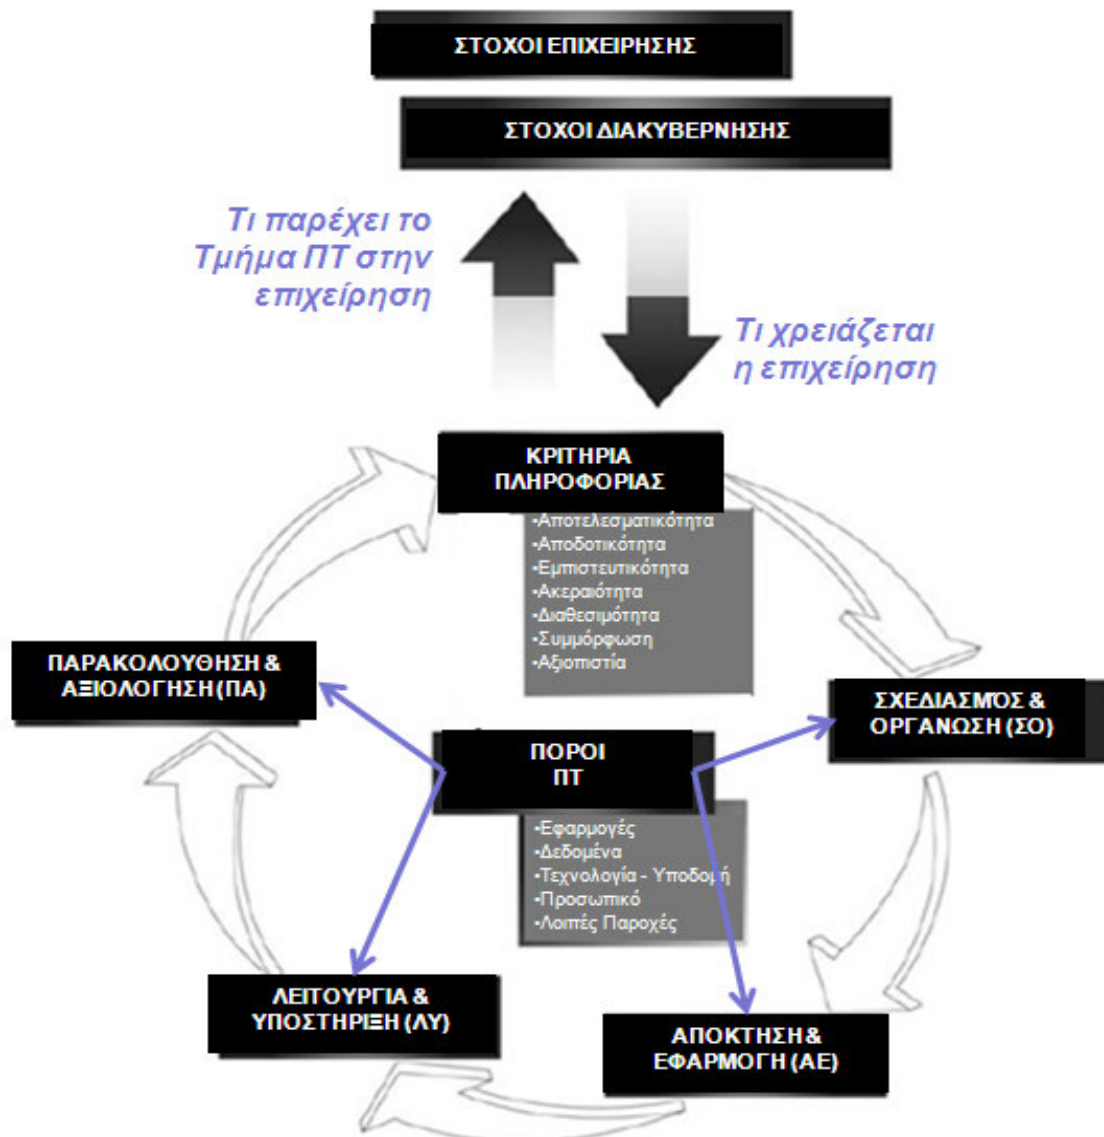 ΣΤΟΧΟΙ ΕΠΙΧΕΙΡΗΣΗΣ
ΣΤΟΧΟΙ ΔΙΑΚΥΒΕΡΝΗΣΗΣ
Τι παρέχει το
Τμήμα ΠΤ στην
επιχείρηση
Τι χρειάζεται
η επιχείρηση
ΚΡΙΤΗΡΙΑ
ΠΛΗΡΟΦΟΡΙΑΣ
•Αποτελεσματικότητα
•Αποδοτικότητα
•Εμπιστευτικότητα
•Ακεραιότητα
•Διαθεσιμότητα
•Συμμόρφωση
•Αξιοπιστία
ΠΑΡΑΚΟΛΟΥΘΗΣΗ &
ΑΞΙΟΛΟΓΗΣΗ (ΠΑ)
ΣΧΕΔΙΑΣΜΌΣ &
ΟΡΓΑΝΩΣΗ (ΣΟ)
ΠΟΡΟΙ
ΠΤ
•Εφαρμογές
•Δεδομένα
•Τεχνολογία - Υποδομή
•Προσωπικό
•Λοιπές Παροχές
ΛΕΙΤΟΥΡΓΙΑ &
ΥΠΟΣΤΗΡΙΞΗ (ΛΥ)
ΑΠΟΚΤΗΣΗ &
ΕΦΑΡΜΟΓΗ (ΑΕ)